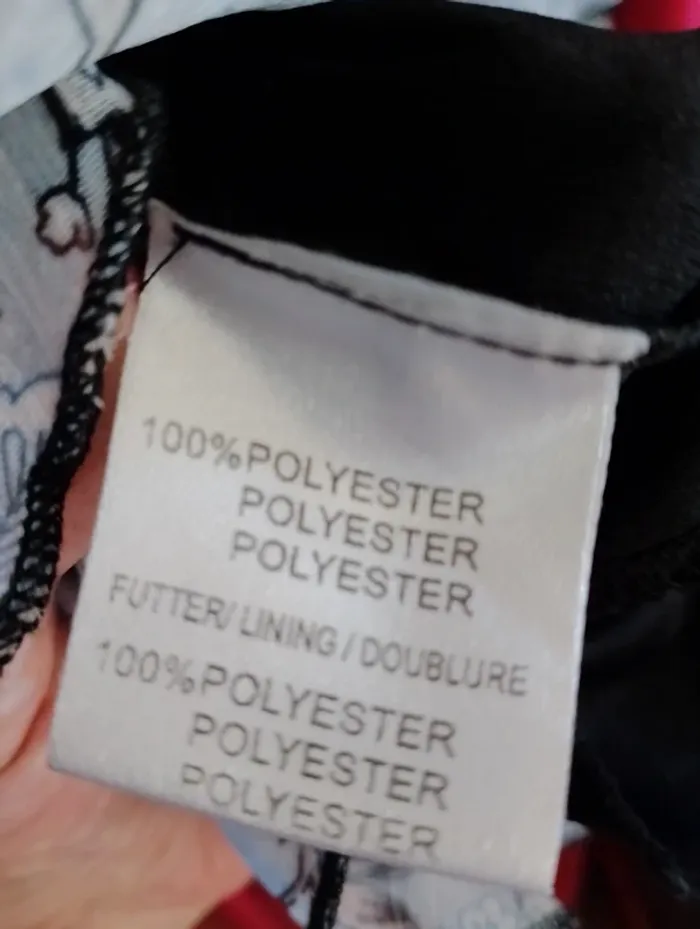 100%POLYESTER
POLYESTER
POLYESTER
FUTTER/ LINING / DOUBLURE
100%POLYESTER
POLYESTER
POLYESTER